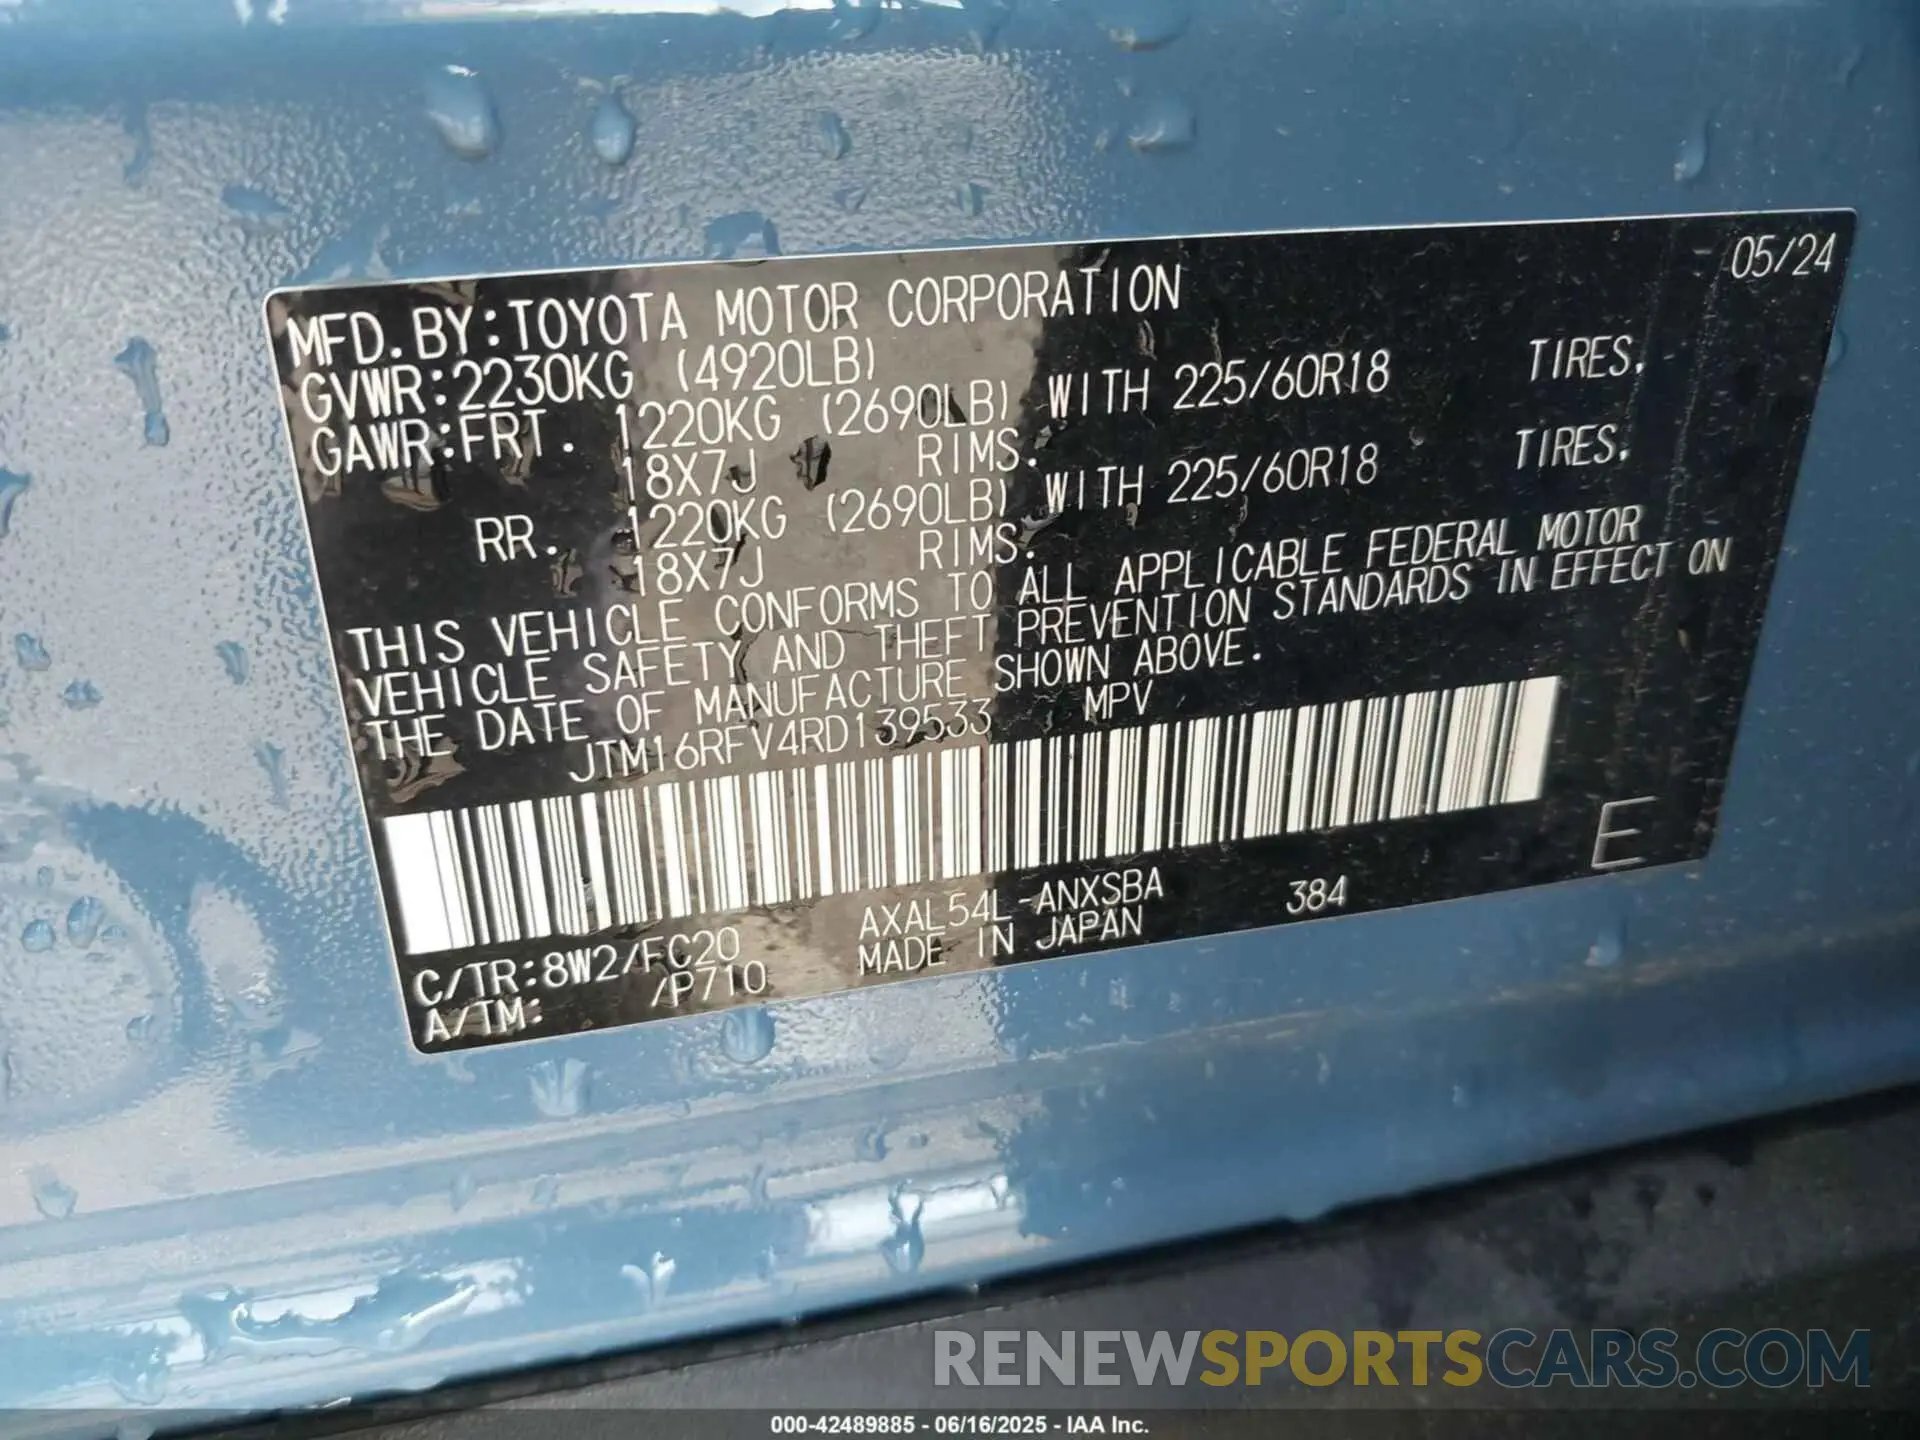 05/24
MFD. BY:TOYOTA MOTOR CORPORATION
GVWR:2230KG (4920LB)
GAWR:FRT. 1220KG (2690LB) WITH 225/60R18 TIRES,
18X7J RIMS.
RR. 1220KG (2690LB) WITH 225/60R18 TIRES,
18X7J RIMS.
THIS VEHICLE CONFORMS TO ALL APPLICABLE FEDERAL MOTOR
VEHICLE SAFETY AND THEFT PREVENTION STANDARDS IN EFFECT ON
THE DATE OF MANUFACTURE SHOWN ABOVE.
JTM16RFV4RD139533 MPV
E
C/TR:8W2/FC20 AXAL54L-ANXSBA 384
A/TM: /P710 MADE IN JAPAN
RENEWSPORTSCARS.COM
000-42489885 - 06/16/2025 - IAA Inc.